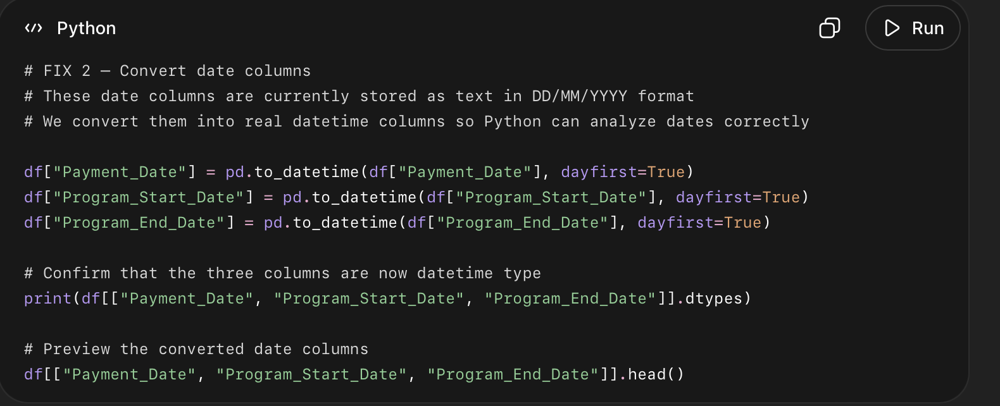 Python
Run
# FIX 2 — Convert date columns
# These date columns are currently stored as text in DD/MM/YYYY format
# We convert them into real datetime columns so Python can analyze dates correctly
df["Payment_Date"] = pd.to_datetime(df["Payment_Date"], dayfirst=True)
df["Program_Start_Date"] = pd.to_datetime(df["Program_Start_Date"], dayfirst=True)
df["Program_End_Date"] = pd.to_datetime(df["Program_End_Date"], dayfirst=True)
# Confirm that the three columns are now datetime type
print(df[["Payment_Date", "Program_Start_Date", "Program_End_Date"]].dtypes)
# Preview the converted date columns
df[["Payment_Date", "Program_Start_Date", "Program_End_Date"]].head()